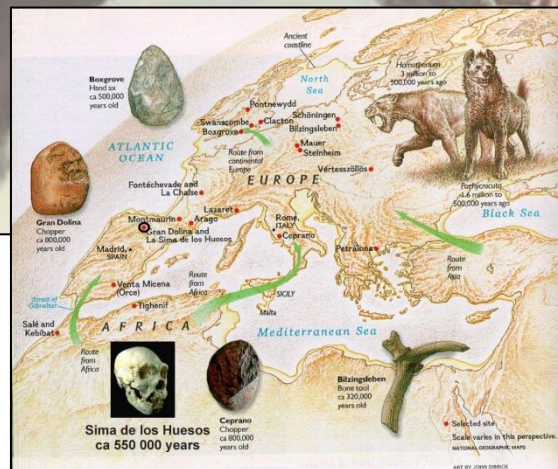 Ancient
coastline
Boxgrove
Hand ax
ca 500,000
years old
North
Sea
Homotherium
3 million to
500,000 years ago
Pontnewydd
Swanscombe
Clacton
Boxgrove
Schöningen
Bilzingsleben
ATLANTIC
OCEAN
Route from
continental
Europe
Mauer
Steinheim
Fontéchevade and
La Chaise
EUROPE
Vértesszöllös
Pachycrocuta
1.6 million to
500,000 years ago
Gran Dolina
Chopper
ca 800,000
years old
Montmaurin
Lazaret
Arago
Gran Dolina and
La Sima de los Huesos
Rome,
ITALY
Ceprano
Black Sea
Madrid,
SPAIN
Petralona
Route
from
Asia
Venta Micena
(Orce)
Route
from
Africa
Strait of
Gibraltar
Tighenif
SICILY
Malta
Salé and
Kebibat
AFRICA
Mediterranean Sea
Route
from
Africa
Bilzingsleben
Bone tool
ca 320,000
years old
Sima de los Huesos
ca 550 000 years
Ceprano
Chopper
ca 800,000
years old
Selected site
Scale varies in this perspective.
NATIONAL GEOGRAPHIC MAPS
ART BY JOHN SIBBICK